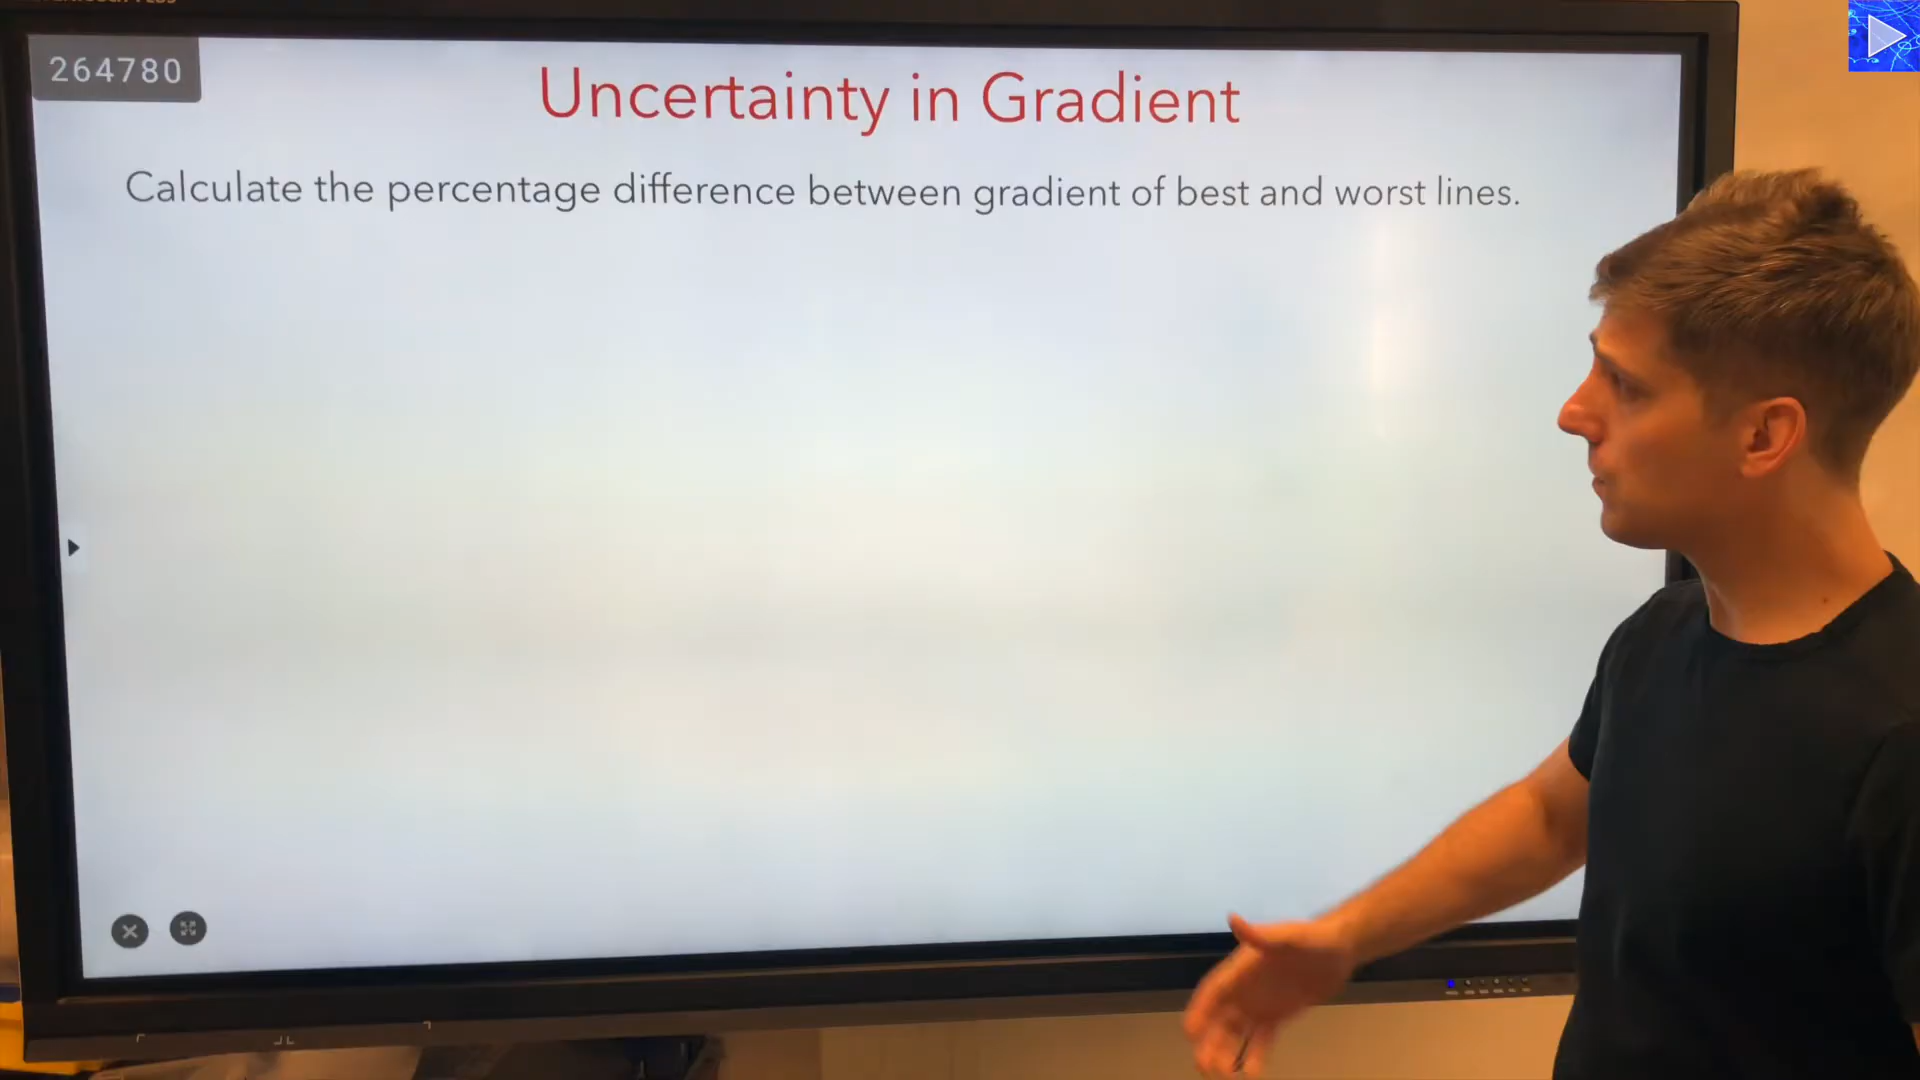 264780
Uncertainty in Gradient
Calculate the percentage difference between gradient of best and worst lines.